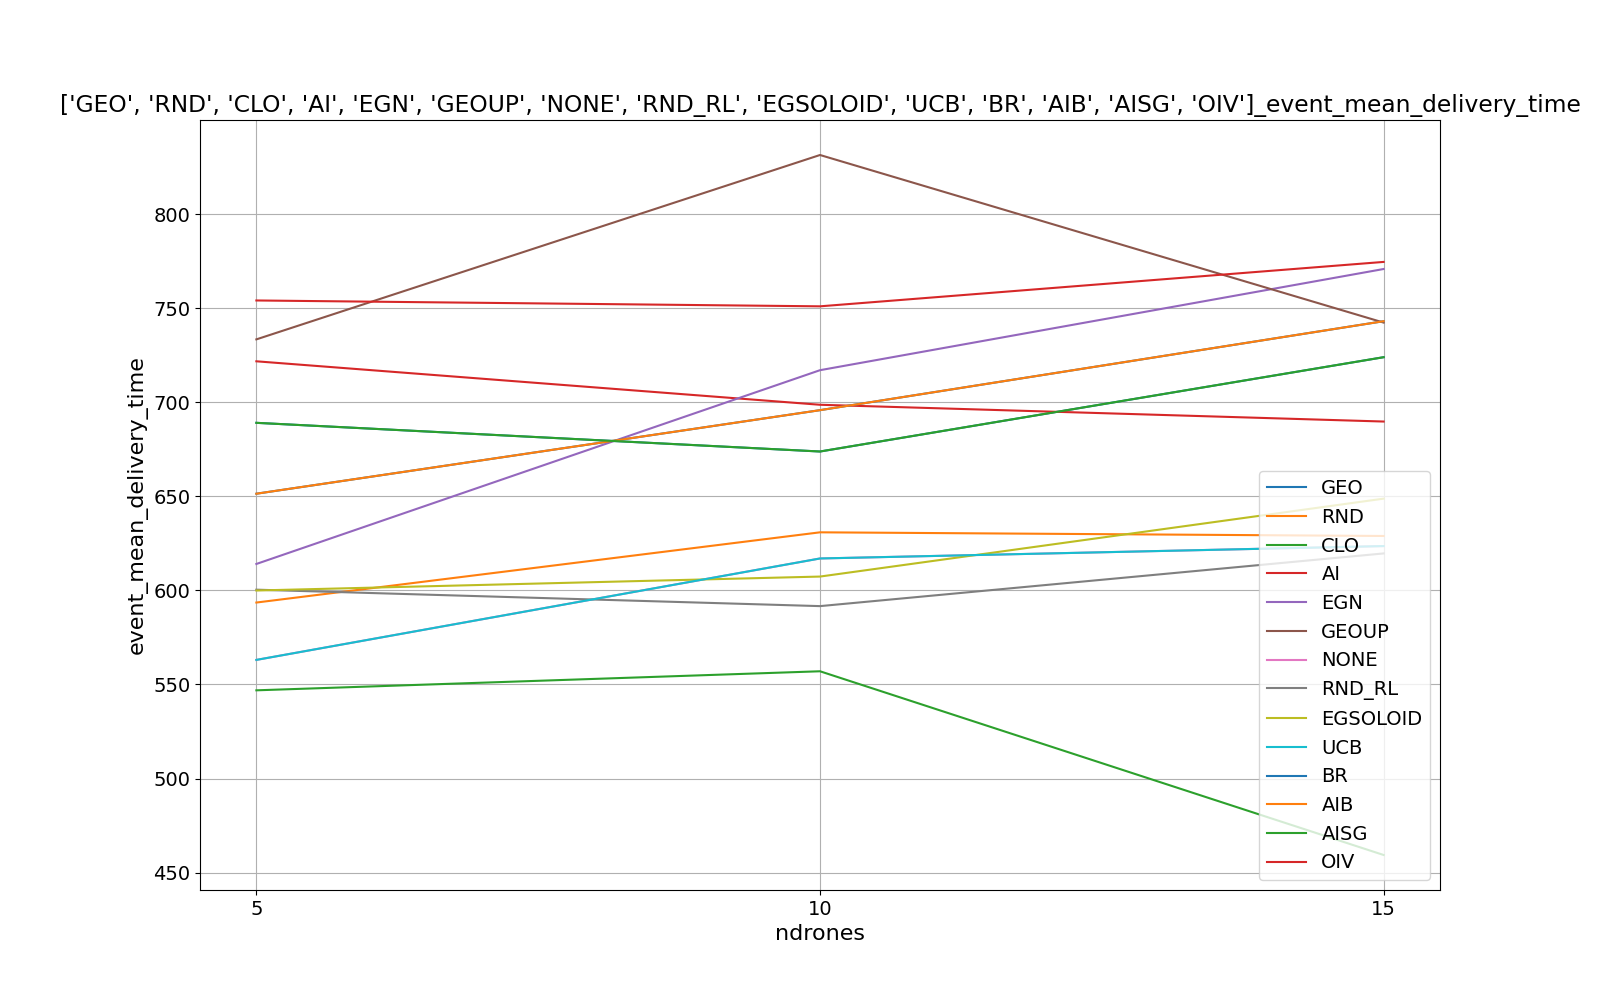 ['GEO', 'RND', 'CLO', 'AI', 'EGN', 'GEOUP', 'NONE', 'RND_RL', 'EGSOLOID', 'UCB', 'BR', 'AIB', 'AISG', 'OIV']_event_mean_delivery_time
event_mean_delivery_time
800
750
700
650
600
550
500
450
5
10
15
ndrones
GEO
RND
CLO
AI
EGN
GEOUP
NONE
RND_RL
EGSOLOID
UCB
BR
AIB
AISG
OIV